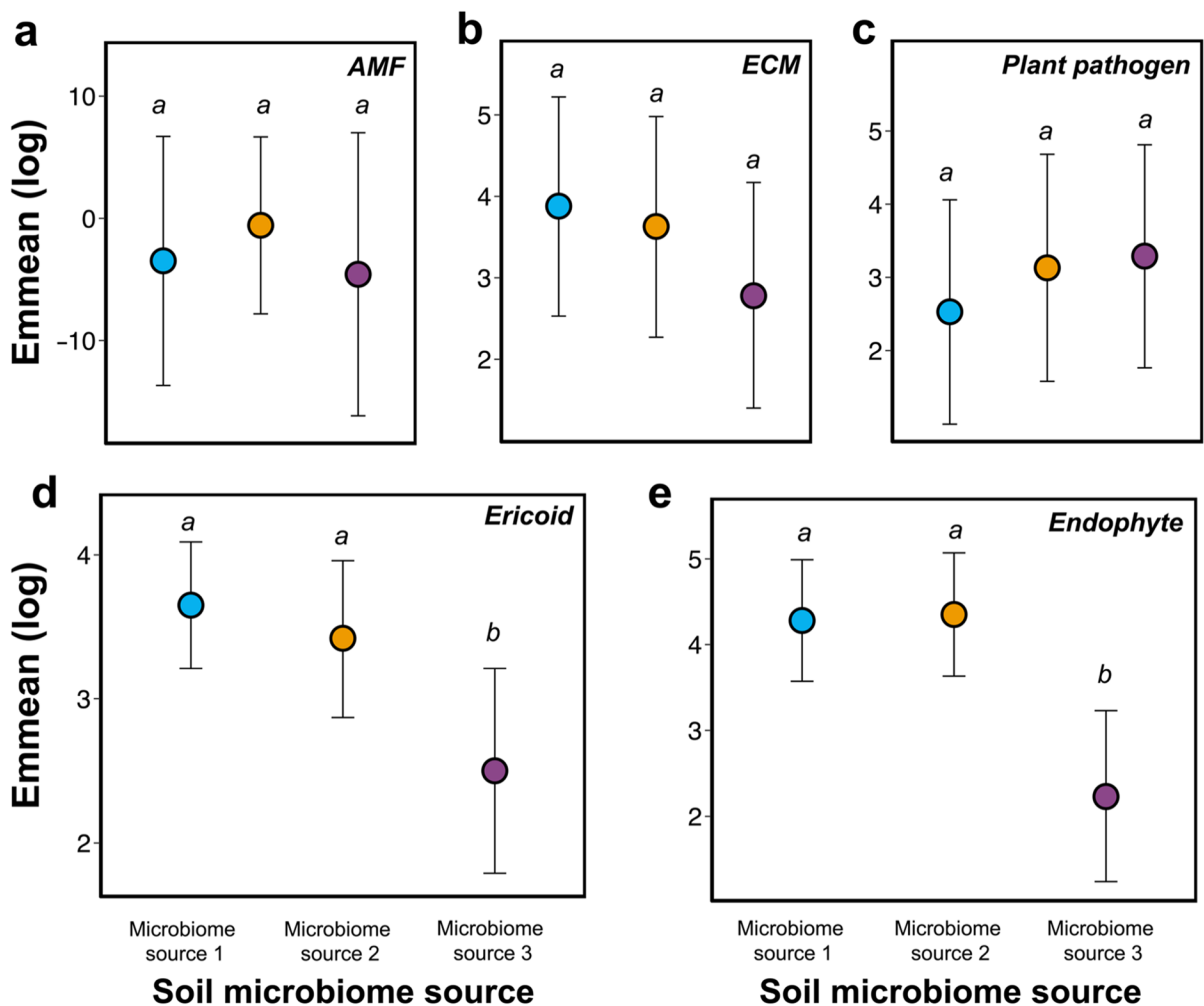 a
AMF
Emmean (log)
10
0
-10
a a a
b
ECM
5
4
3
2
a
a
a
c
Plant pathogen
5
4
3
2
a
a
a
d
Ericoid
Emmean (log)
4
3
2
a
a
b
Microbiome
source 1
Microbiome
source 2
Microbiome
source 3
Soil microbiome source
e
Endophyte
5
4
3
2
a
a
b
Microbiome
source 1
Microbiome
source 2
Microbiome
source 3
Soil microbiome source